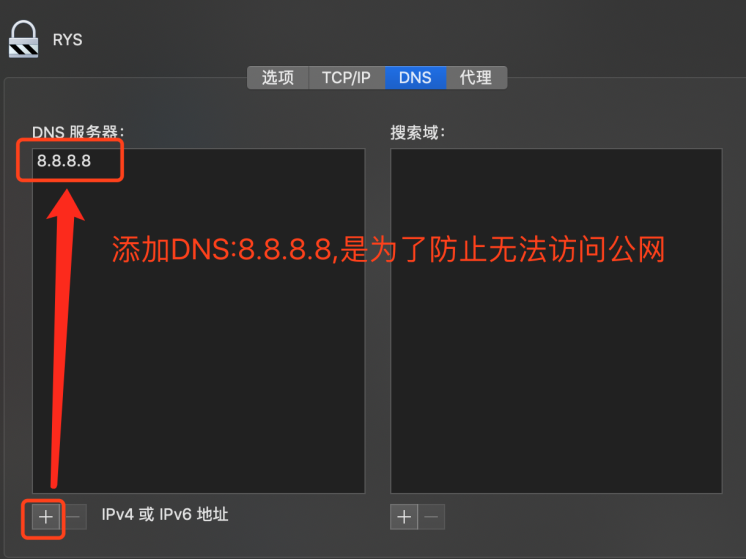 RYS
选项 TCP/IP DNS 代理
DNS 服务器： 搜索域：
8.8.8.8
添加DNS:8.8.8.8,是为了防止无法访问公网
+ − IPv4 或 IPv6 地址 + −